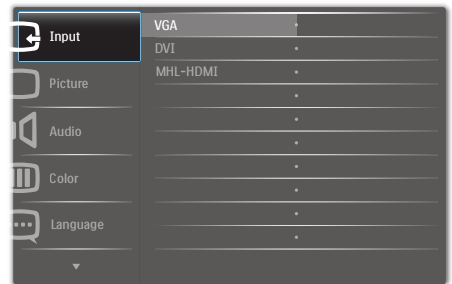 Input
Picture
Audio
Color
Language
VGA
DVI
MHL-HDMI